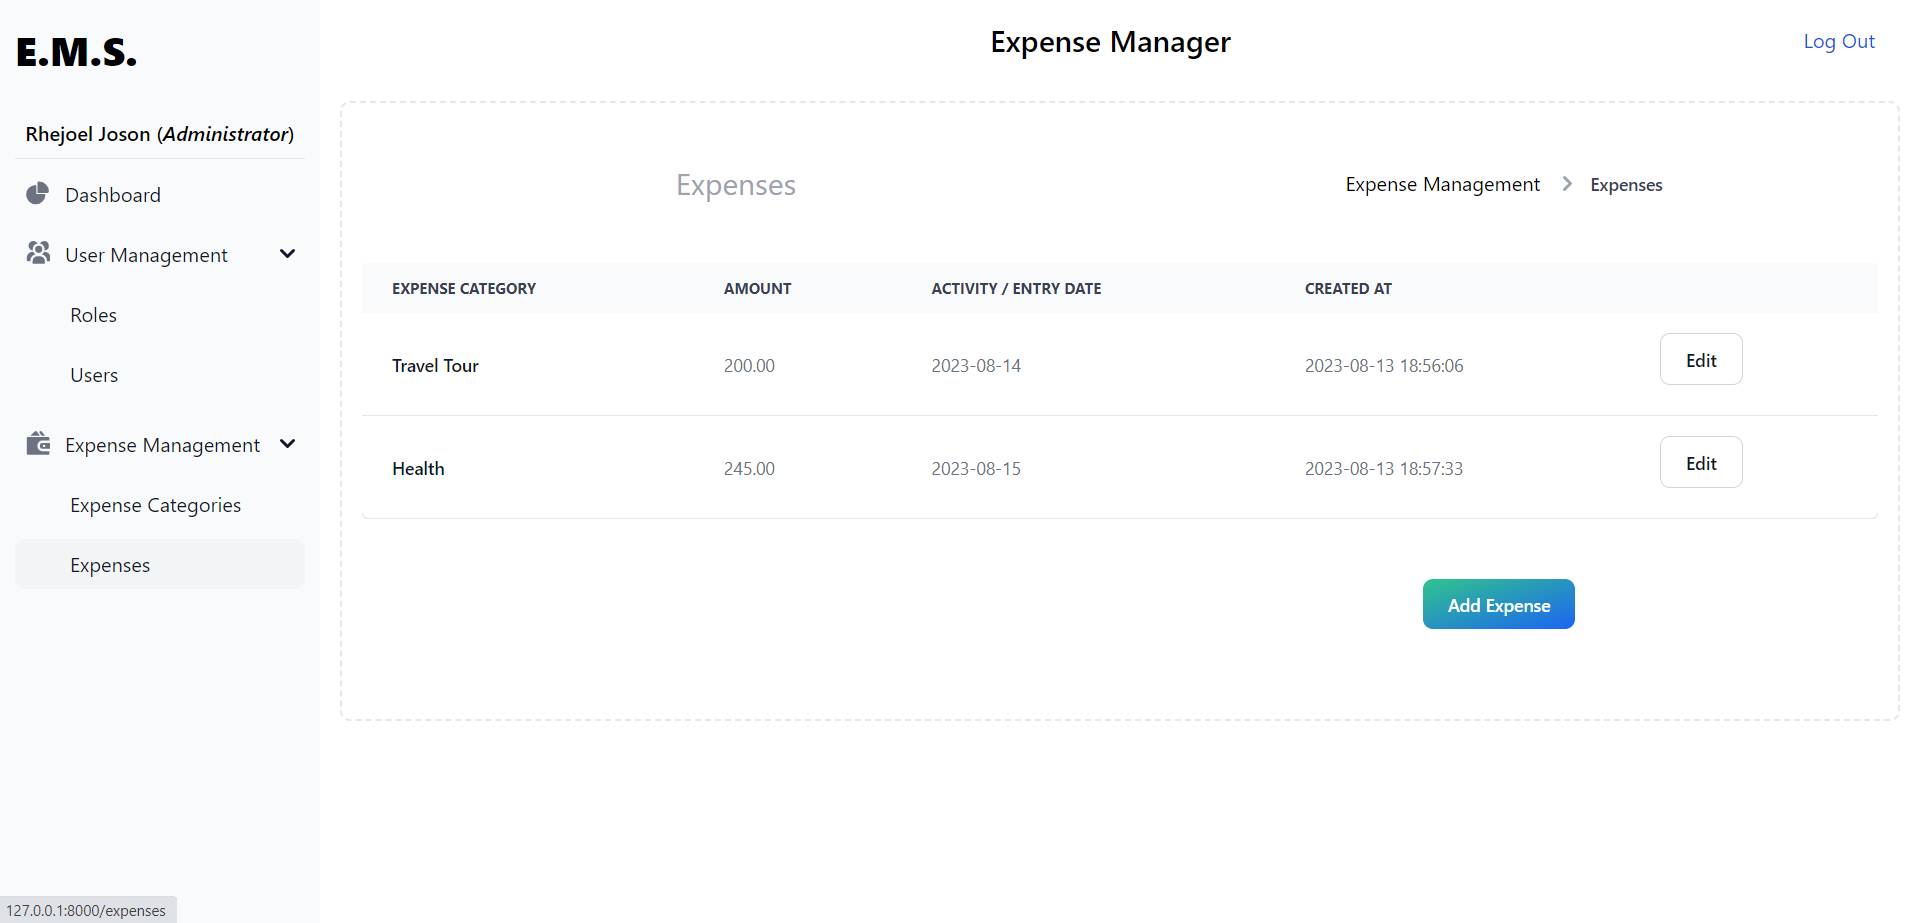 E.M.S.
Expense Manager
Log Out
Rhejoel Joson (Administrator)
Dashboard
User Management
Roles
Users
Expense Management
Expense Categories
Expenses
Expenses
Expense Management > Expenses
EXPENSE CATEGORY AMOUNT ACTIVITY / ENTRY DATE CREATED AT
Travel Tour 200.00 2023-08-14 2023-08-13 18:56:06 Edit
Health 245.00 2023-08-15 2023-08-13 18:57:33 Edit
Add Expense
127.0.0.1:8000/expenses